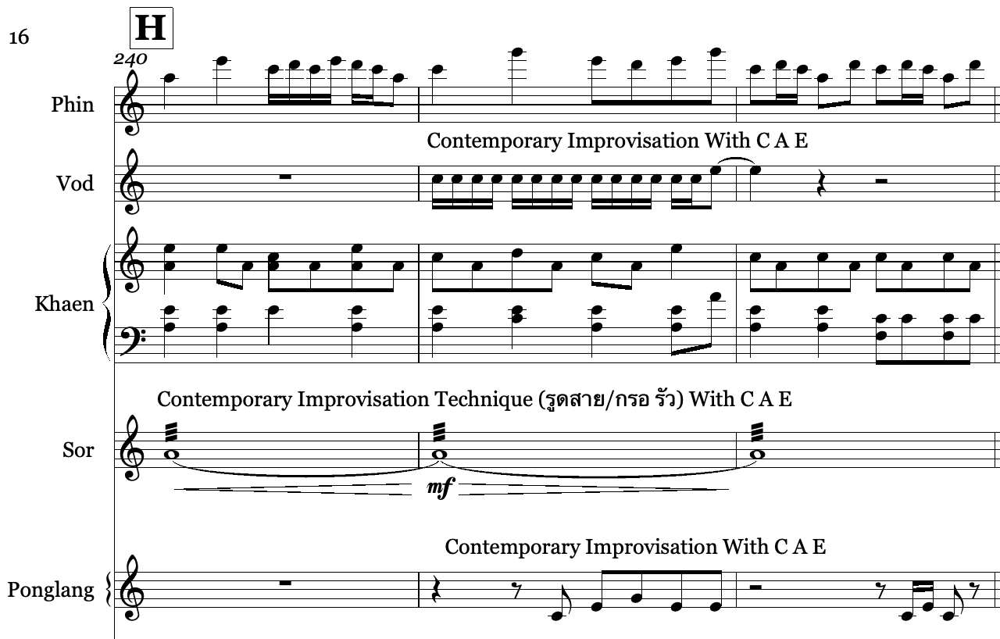 16
H
240
Phin
Contemporary Improvisation With C A E
Vod
Khaen
Contemporary Improvisation Technique (รูดสาย/กรอ รัว) With C A E
Sor
mf
Contemporary Improvisation With C A E
Ponglang